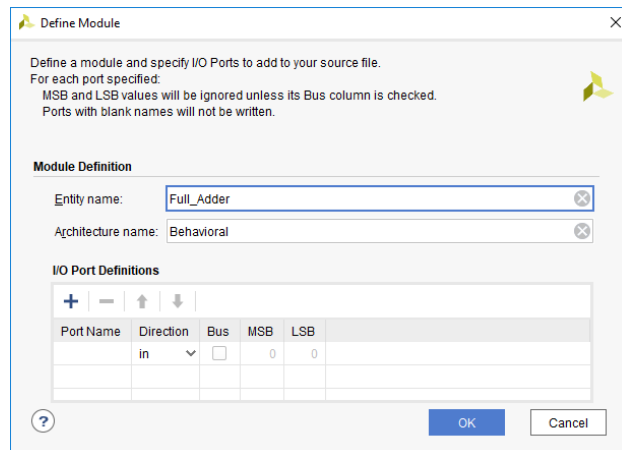 Define Module
Define a module and specify I/O Ports to add to your source file.
For each port specified:
MSB and LSB values will be ignored unless its Bus column is checked.
Ports with blank names will not be written.
Module Definition
Entity name: Full_Adder
Architecture name: Behavioral
I/O Port Definitions
Port Name Direction Bus MSB LSB
in 0 0
? OK Cancel